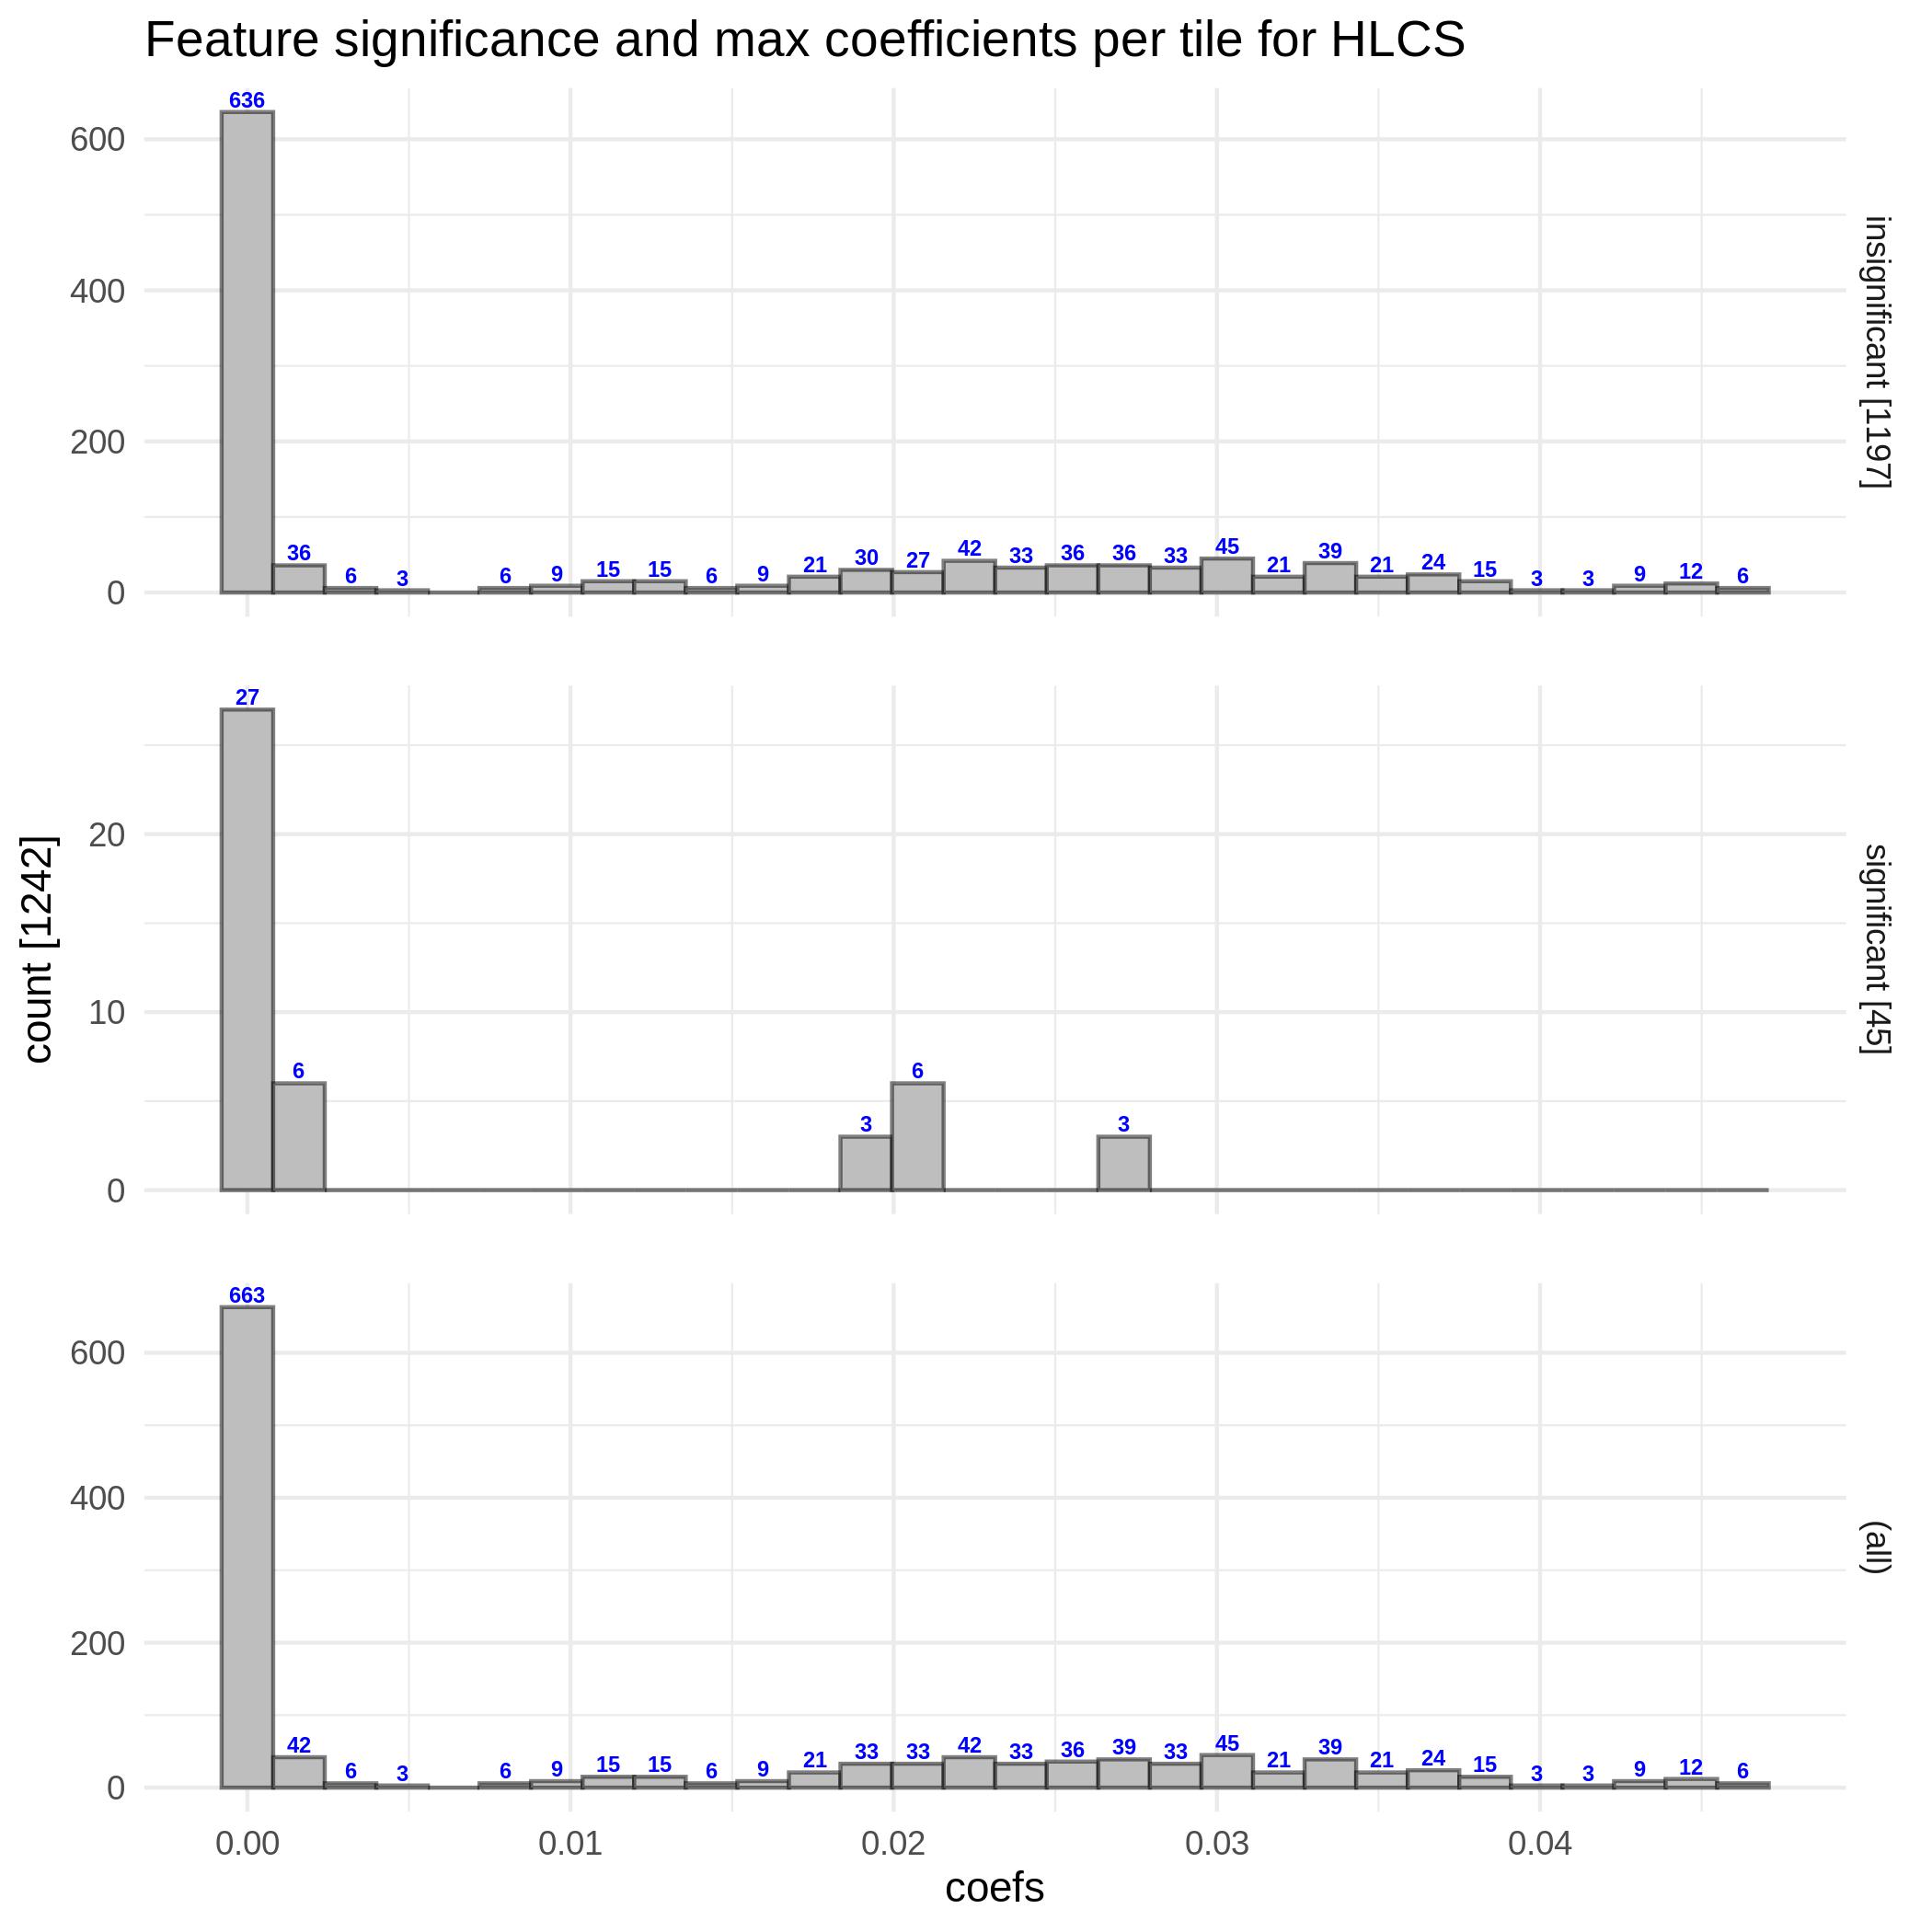 Feature significance and max coefficients per tile for HLCS
636
600
400
200
0
36 6 3 6 9 15 15 6 9 21 30 27 42 33 36 36 33 45 21 39 21 24 15 3 3 9 12 6
insignificant [1197]
27
20
10
0
6 3 6 3
significant [45]
count [1242]
663
600
400
200
0
42 6 3 6 9 15 15 6 9 21 33 33 42 33 36 39 33 45 21 39 21 24 15 3 3 9 12 6
(all)
0.00 0.01 0.02 0.03 0.04
coefs